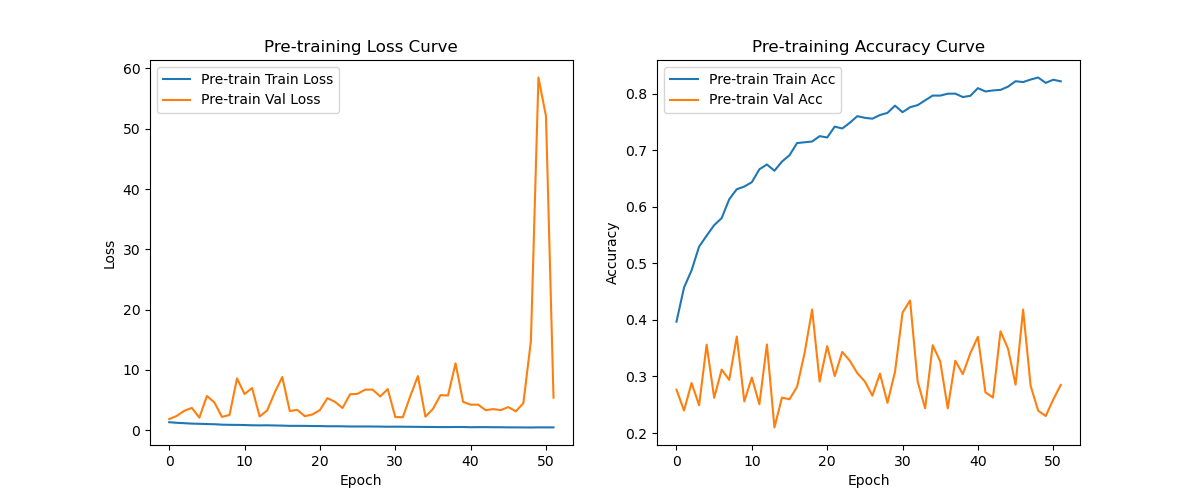 Pre-training Loss Curve
Pre-train Train Loss
Pre-train Val Loss
60
50
40
30
20
10
0
Loss
0 10 20 30 40 50
Epoch
Pre-training Accuracy Curve
Pre-train Train Acc
Pre-train Val Acc
0.8
0.7
0.6
0.5
0.4
0.3
0.2
Accuracy
0 10 20 30 40 50
Epoch